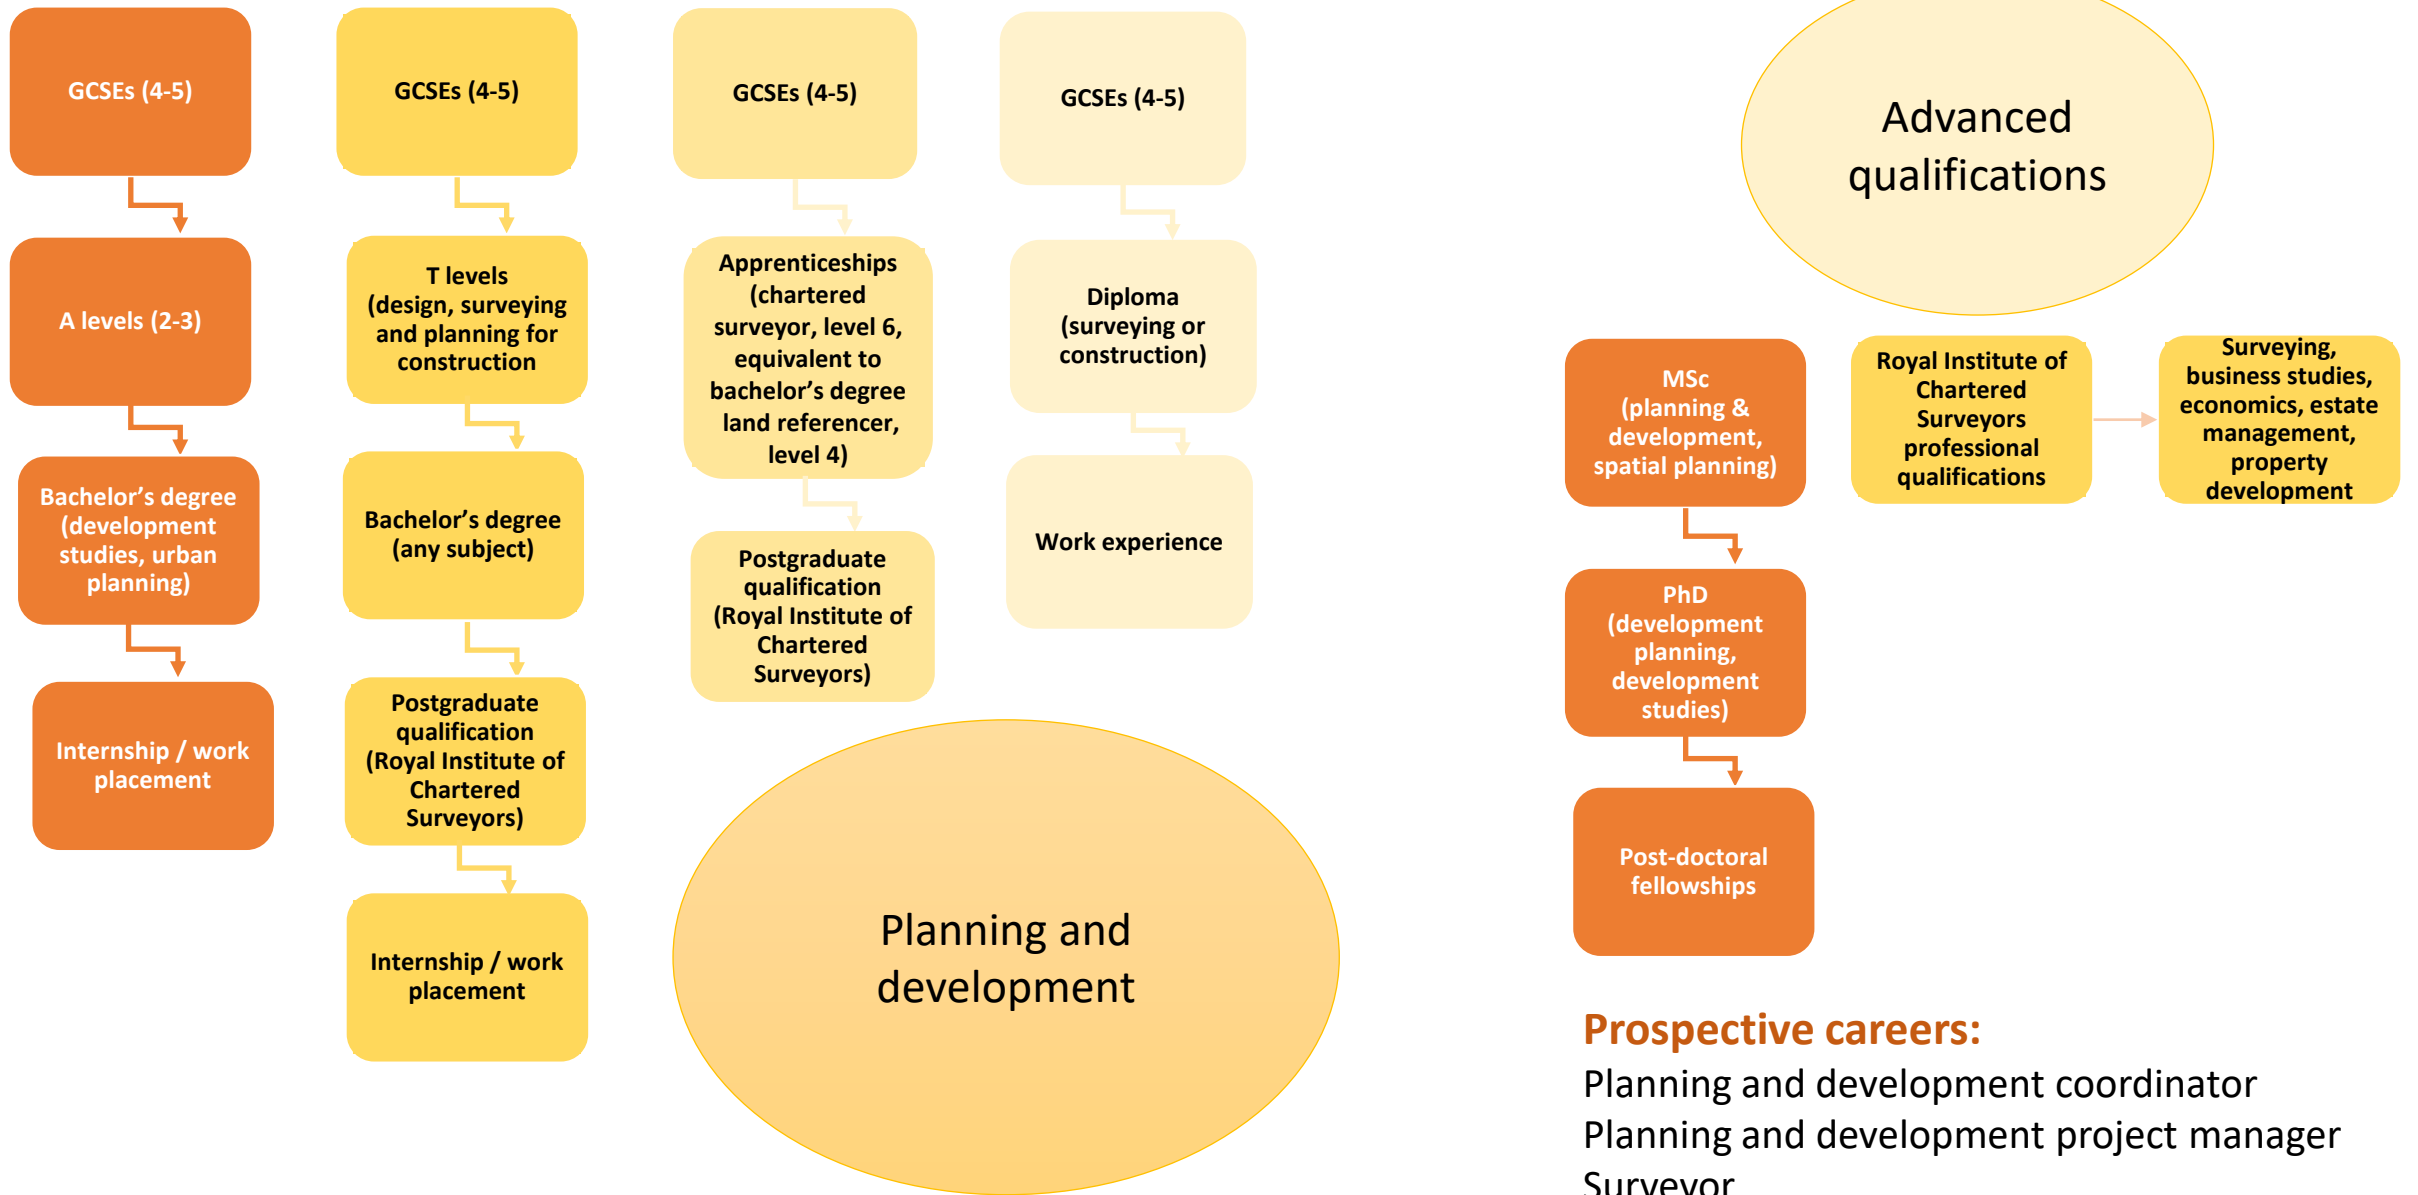 GCSEs (4-5)
A levels (2-3)
Bachelor's degree
(development
studies, urban
planning)
Internship / work
placement
GCSEs (4-5)
T levels
(design, surveying
and planning for
construction
Bachelor's degree
(any subject)
Postgraduate
qualification
(Royal Institute of
Chartered
Surveyors)
Internship / work
placement
GCSEs (4-5)
Apprenticeships
(chartered
surveyor, level 6,
equivalent to
bachelor's degree
land referencer,
level 4)
Postgraduate
qualification
(Royal Institute of
Chartered
Surveyors)
GCSEs (4-5)
Diploma
(surveying or
construction)
Work experience
Planning and
development
Advanced
qualifications
MSc
(planning &
development,
spatial planning)
PhD
(development
planning,
development
studies)
Post-doctoral
fellowships
Royal Institute of
Chartered
Surveyors
professional
qualifications
Surveying,
business studies,
economics, estate
management,
property
development
Prospective careers:
Planning and development coordinator
Planning and development project manager
Surveyor